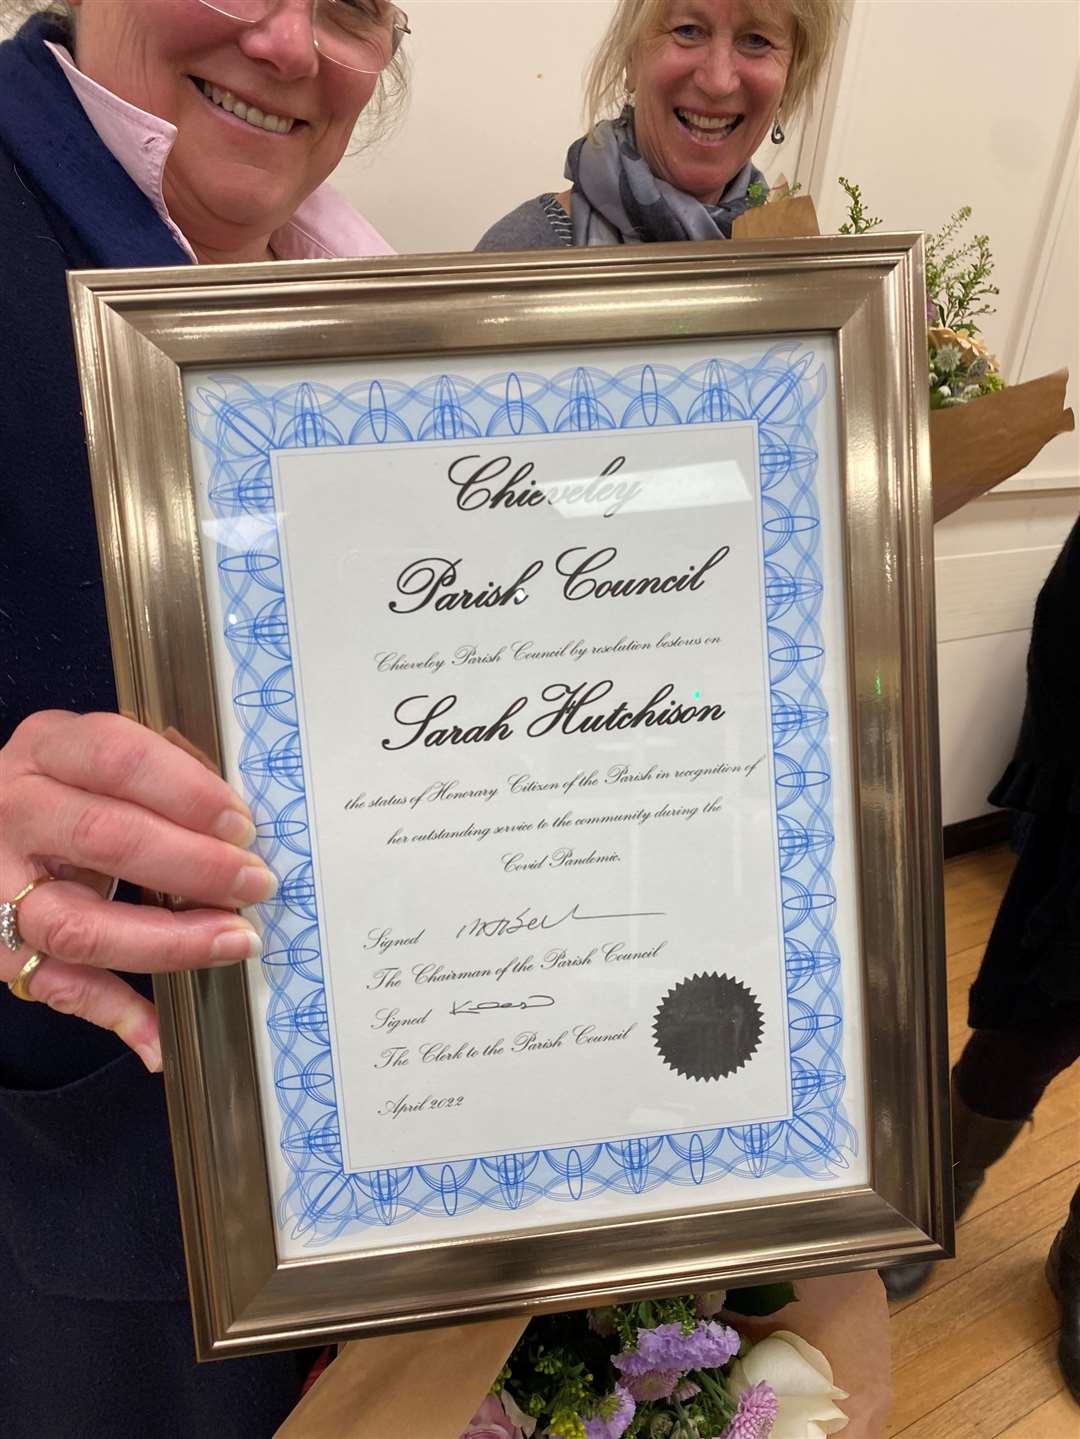 Chieveley
Parish Council
Chieveley Parish Council by resolution bestows on
Sarah Hutchison
the status of Honorary Citizen of the Parish in recognition of
her outstanding service to the community during the
Covid Pandemic.
Signed
The Chairman of the Parish Council
Signed
The Clerk to the Parish Council
April 2022